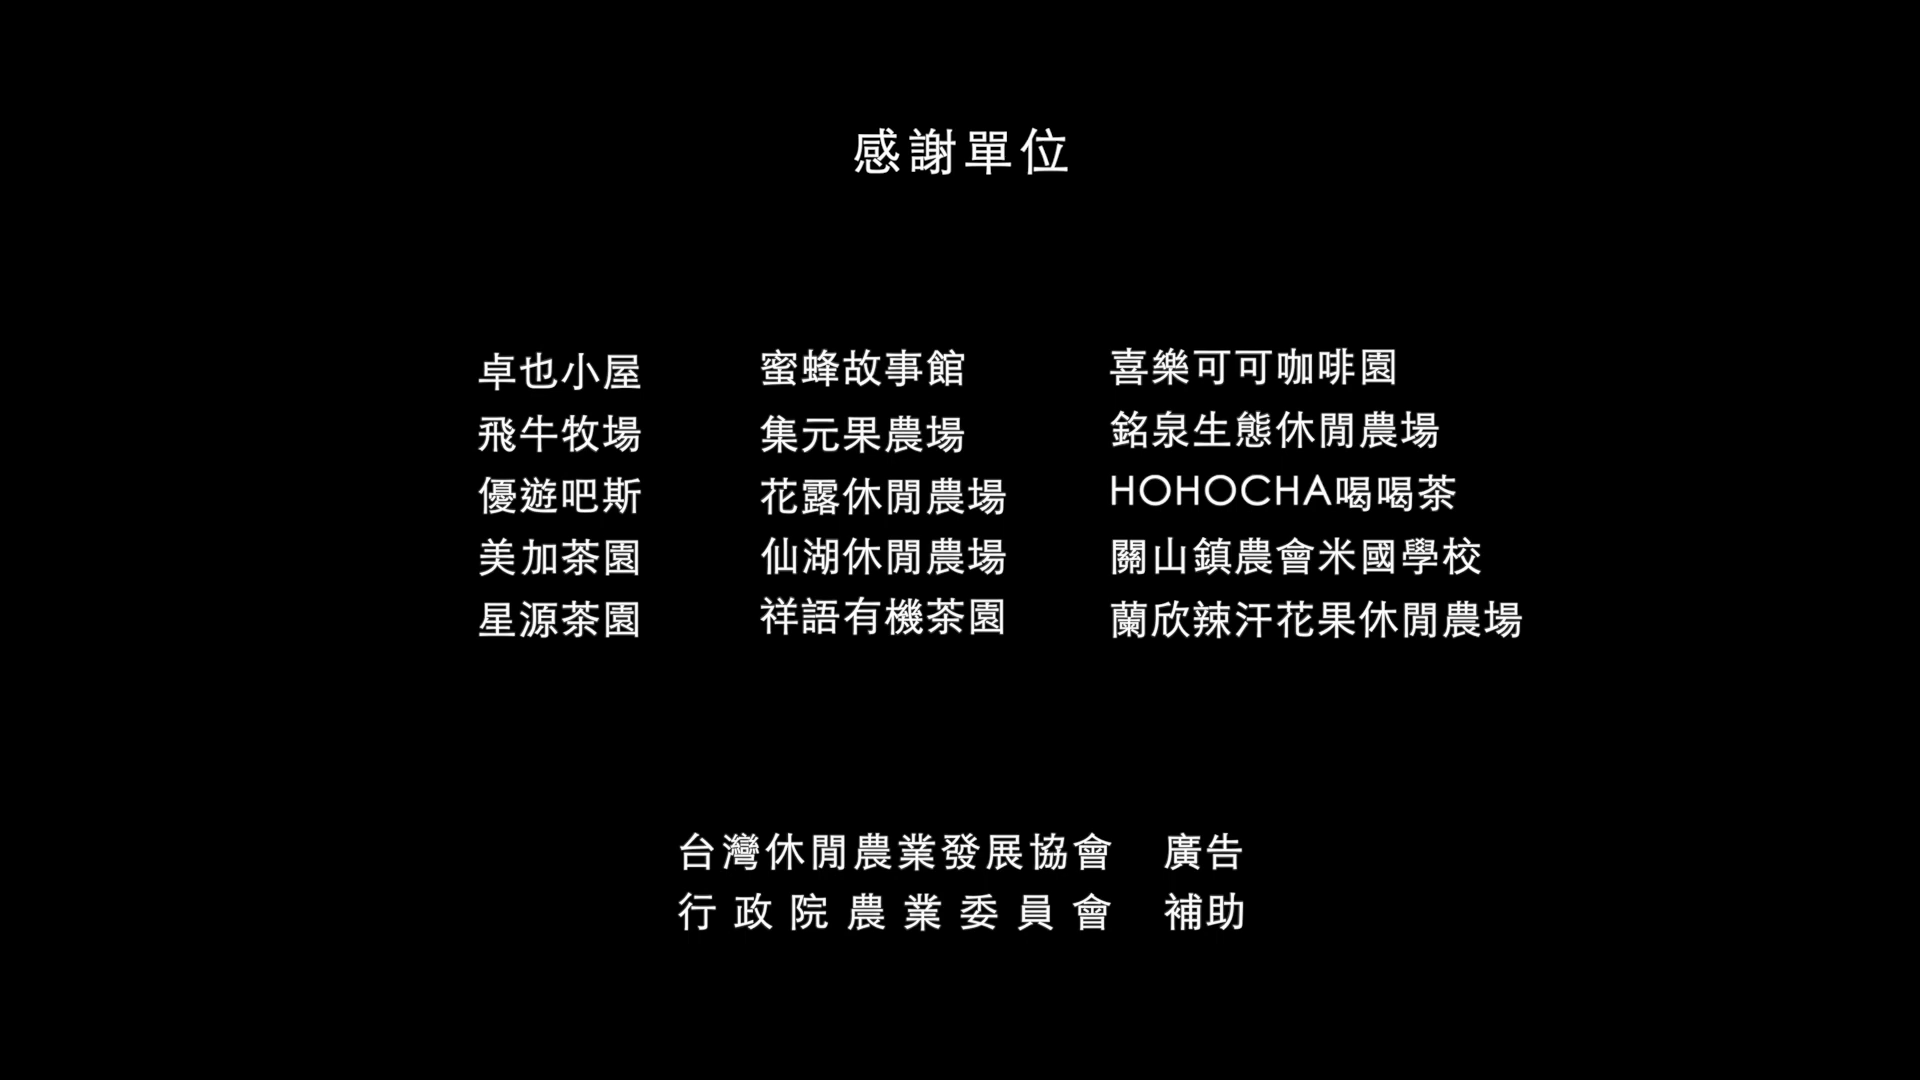 感謝單位
卓也小屋 蜜蜂故事館 喜樂可可咖啡園
飛牛牧場 集元果農場 銘泉生態休閒農場
優遊吧斯 花露休閒農場 HOHOCHA喝喝茶
美加茶園 仙湖休閒農場 關山鎮農會米國學校
星源茶園 祥語有機茶園 蘭欣辣汗花果休閒農場
台灣休閒農業發展協會 廣告
行政院農業委員會 補助